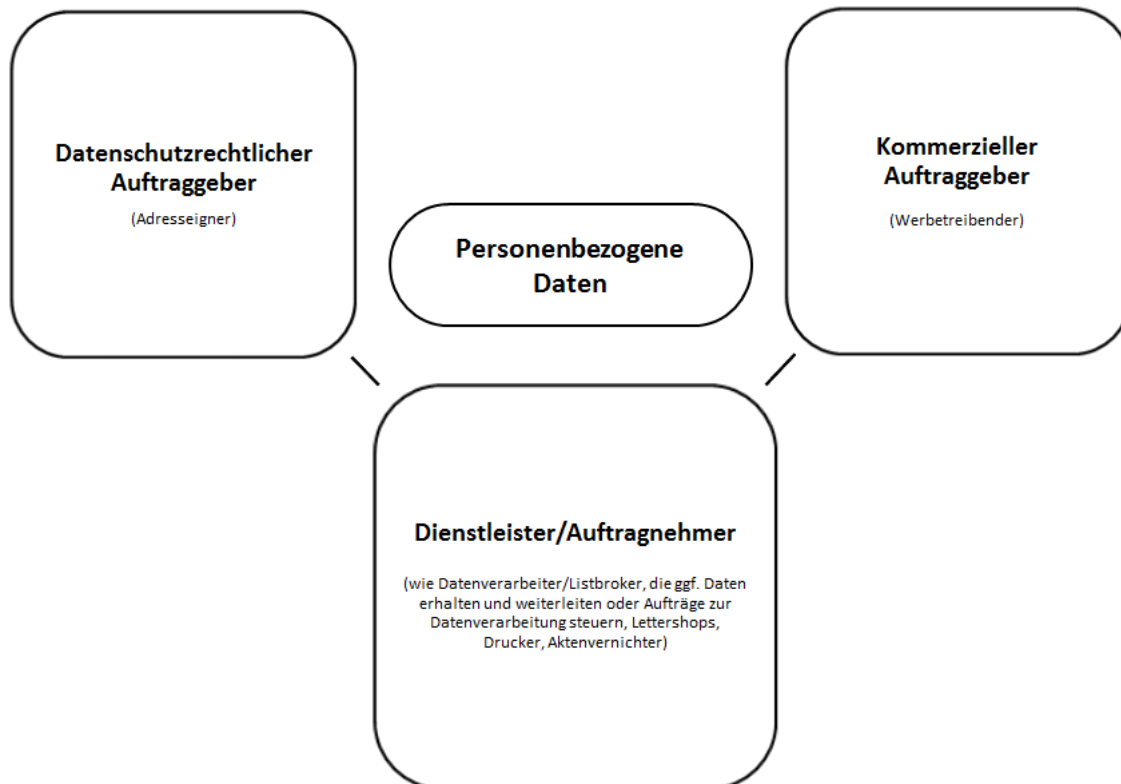 Datenschutzrechtlicher
Auftraggeber
(Adresseigner)
Kommerzieller
Auftraggeber
(Werbetreibender)
Personenbezogene
Daten
Dienstleister/Auftragnehmer
(wie Datenverarbeiter/Listbroker, die ggf. Daten
erhalten und weiterleiten oder Aufträge zur
Datenverarbeitung steuern, Lettershops,
Drucker, Aktenvernichter)